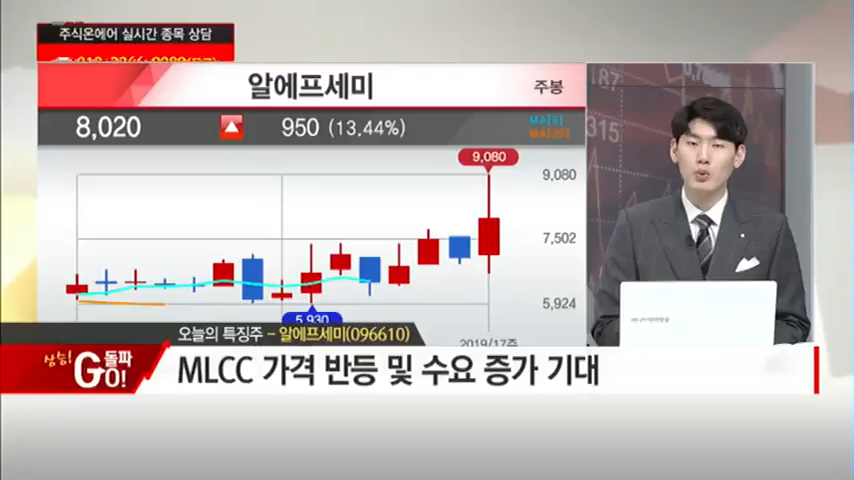 주식온에어 실시간 종목 상담
알에프세미
주봉
8,020
950 (13.44%)
MA[5]
MA[20]
9,080
9,080
7,502
5,924
5,930
2019/17주
오늘의 특징주 - 알에프세미(096610)
상승! GO! 돌파
MLCC 가격 반등 및 수요 증가 기대
187
315